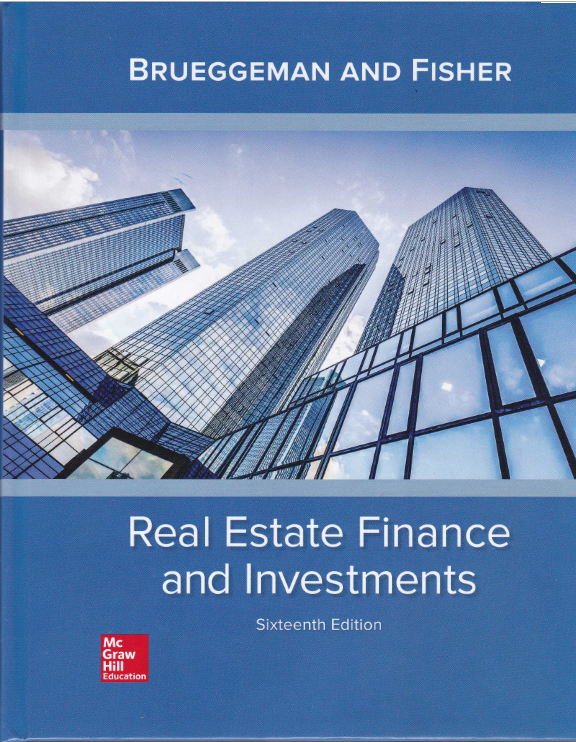 BRUEGGEMAN AND FISHER
Real Estate Finance
and Investments
Sixteenth Edition
Mc
Graw
Hill
Education